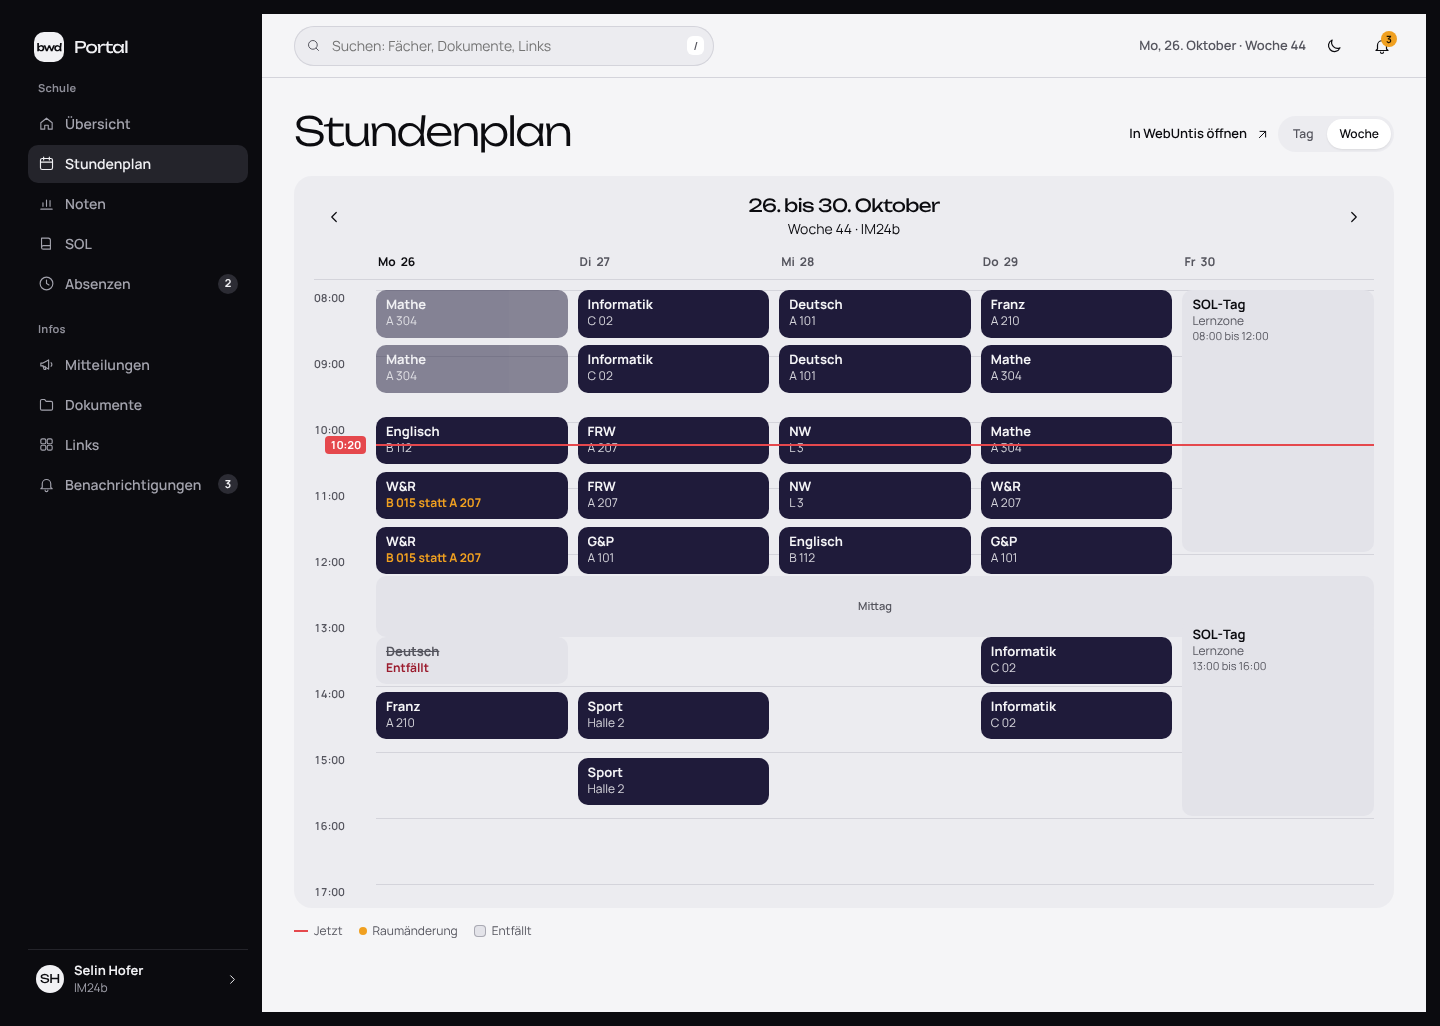 bwd Portal
Schule
Übersicht
Stundenplan
Noten
SOL
Absenzen 2
Infos
Mitteilungen
Dokumente
Links
Benachrichtigungen 3
SH Selin Hofer
IM24b
Suchen: Fächer, Dokumente, Links /
Mo, 26. Oktober · Woche 44
3
Stundenplan
In WebUntis öffnen
Tag Woche
26. bis 30. Oktober
Woche 44 · IM24b
Mo 26 Di 27 Mi 28 Do 29 Fr 30
08:00
Mathe Informatik Deutsch Franz SOL-Tag
A 304 C 02 A 101 A 210 Lernzone
08:00 bis 12:00
09:00
Mathe Informatik Deutsch Mathe
A 304 C 02 A 101 A 304
10:00
Englisch FRW NW Mathe
10:20
B 112 A 207 L 3 A 304
W&R FRW NW W&R
11:00
B 015 statt A 207 A 207 L 3 A 207
W&R G&P Englisch G&P
B 015 statt A 207 A 101 B 112 A 101
12:00
Mittag
13:00
SOL-Tag
Lernzone
13:00 bis 16:00
Deutsch Informatik
Entfällt C 02
14:00
Franz Sport Informatik
A 210 Halle 2 C 02
15:00
Sport
Halle 2
16:00
17:00
Jetzt Raumänderung Entfällt